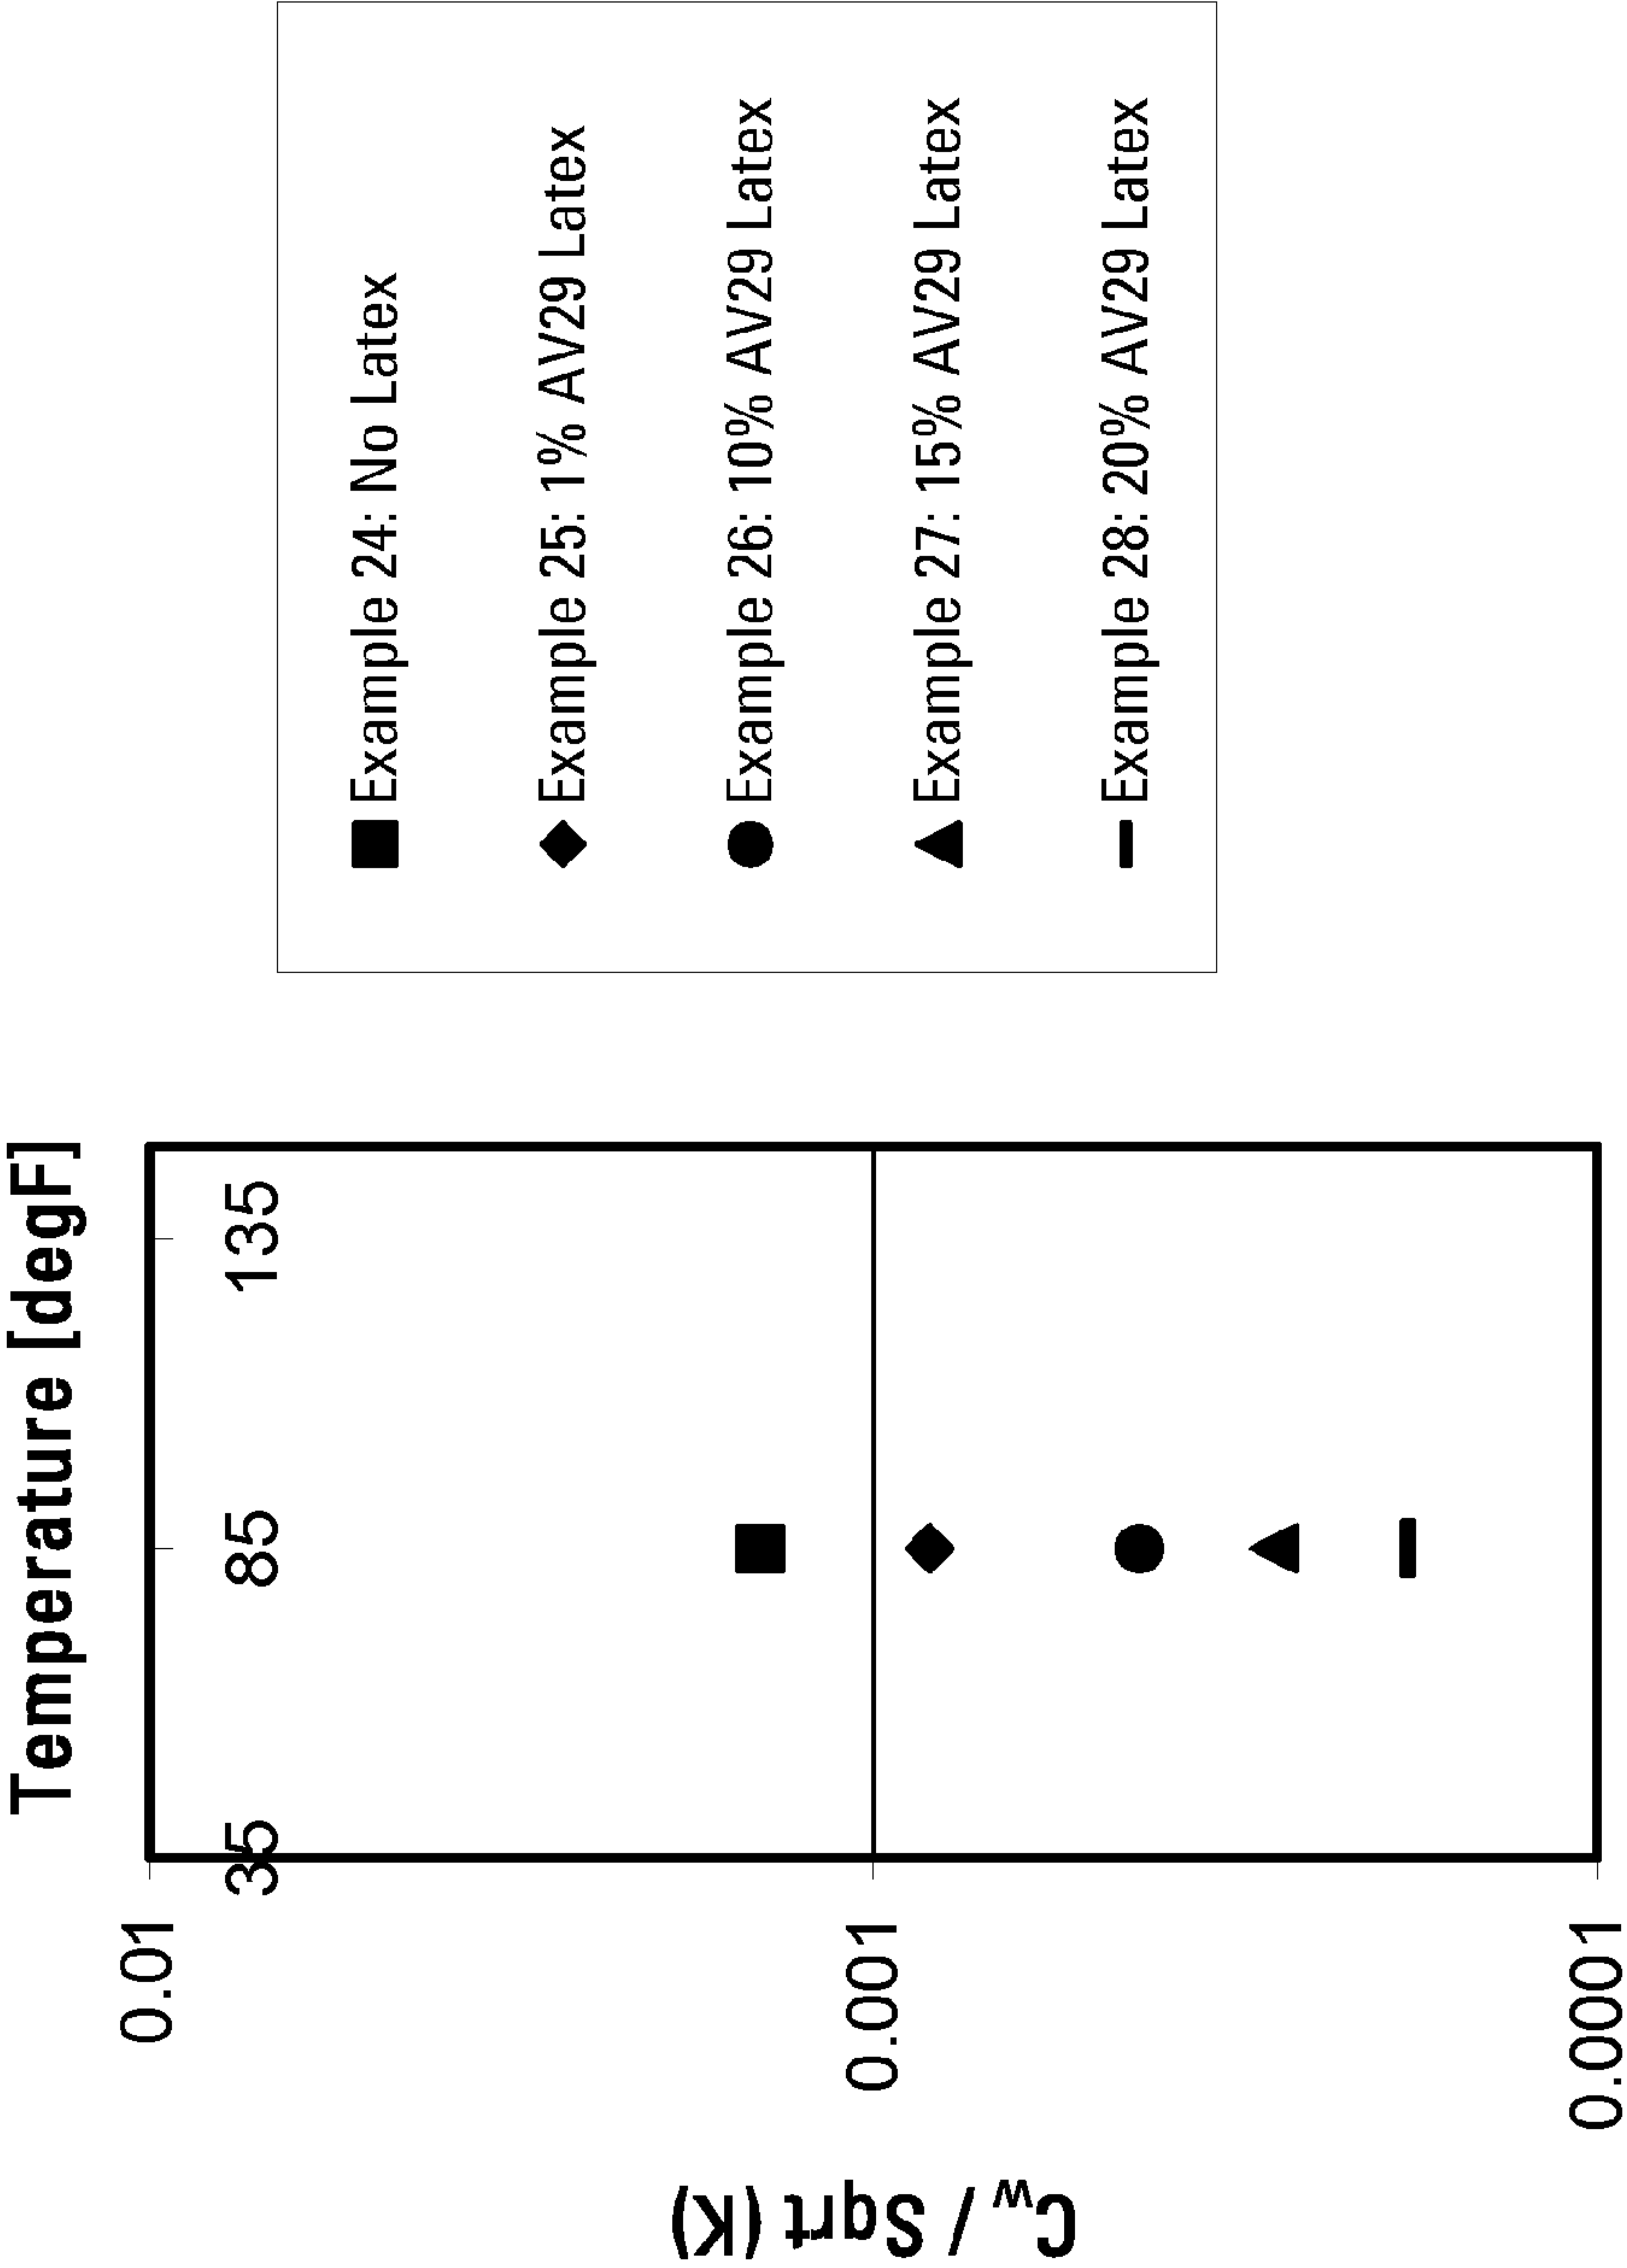 Temperature [degF]
35
85
135
0.01
0.001
0.0001
Cw / Sqrt (K)
Example 24: No Latex
Example 25: 1% AV29 Latex
Example 26: 10% AV29 Latex
Example 27: 15% AV29 Latex
Example 28: 20% AV29 Latex